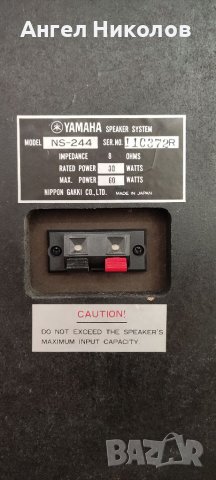 Ангел Николов
YAMAHA SPEAKER SYSTEM
MODEL NS-244 SER.NO. 110372R
IMPEDANCE 8 OHMS
RATED POWER 30 WATTS
MAX. POWER 60 WATTS
NIPPON GAKKI CO.,LTD. MADE IN JAPAN
CAUTION!
DO NOT EXCEED THE SPEAKER'S
MAXIMUM INPUT CAPACITY.
BAZAR